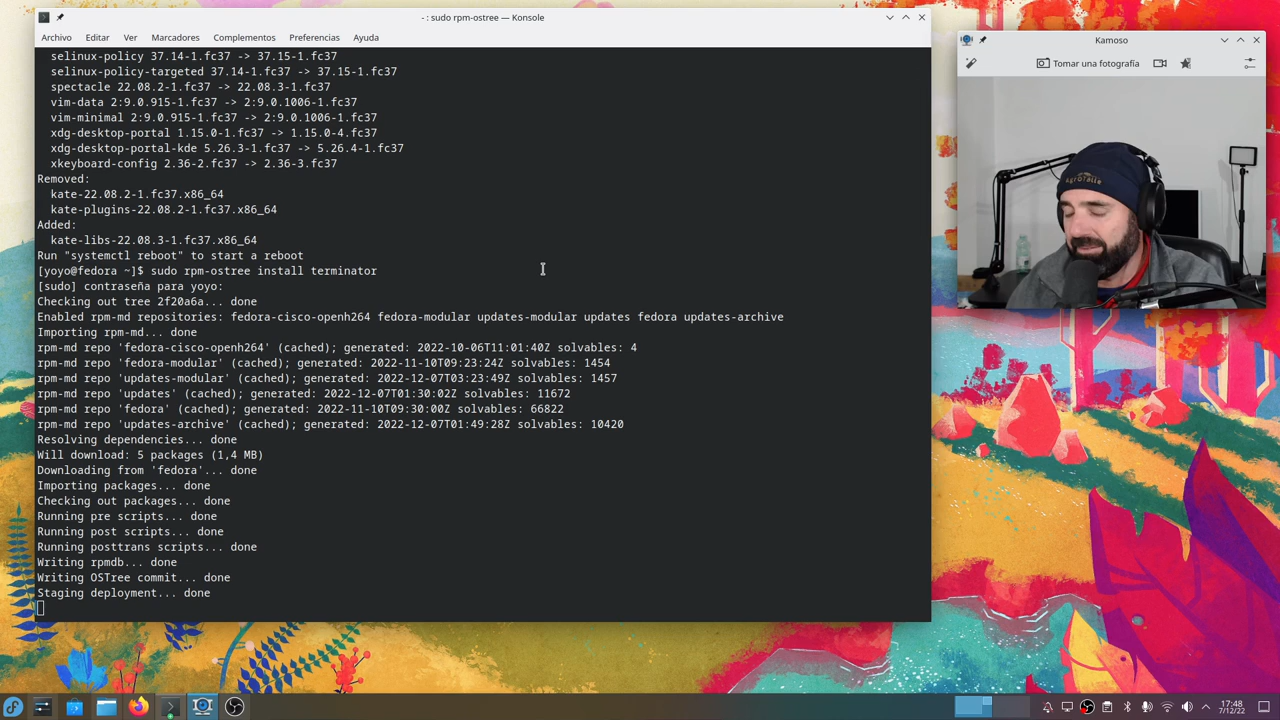 - : sudo rpm-ostree — Konsole
Archivo Editar Ver Marcadores Complementos Preferencias Ayuda
selinux-policy 37.14-1.fc37 -> 37.15-1.fc37
selinux-policy-targeted 37.14-1.fc37 -> 37.15-1.fc37
spectacle 22.08.2-1.fc37 -> 22.08.3-1.fc37
vim-data 2:9.0.915-1.fc37 -> 2:9.0.1006-1.fc37
vim-minimal 2:9.0.915-1.fc37 -> 2:9.0.1006-1.fc37
xdg-desktop-portal 1.15.0-1.fc37 -> 1.15.0-4.fc37
xdg-desktop-portal-kde 5.26.3-1.fc37 -> 5.26.4-1.fc37
xkeyboard-config 2.36-2.fc37 -> 2.36-3.fc37
Removed:
kate-22.08.2-1.fc37.x86_64
kate-plugins-22.08.2-1.fc37.x86_64
Added:
kate-libs-22.08.3-1.fc37.x86_64
Run "systemctl reboot" to start a reboot
[yoyo@fedora ~]$ sudo rpm-ostree install terminator
[sudo] contraseña para yoyo:
Checking out tree 2f20a6a... done
Enabled rpm-md repositories: fedora-cisco-openh264 fedora-modular updates-modular updates fedora updates-archive
Importing rpm-md... done
rpm-md repo 'fedora-cisco-openh264' (cached); generated: 2022-10-06T11:01:40Z solvables: 4
rpm-md repo 'fedora-modular' (cached); generated: 2022-11-10T09:23:24Z solvables: 1454
rpm-md repo 'updates-modular' (cached); generated: 2022-12-07T03:23:49Z solvables: 1457
rpm-md repo 'updates' (cached); generated: 2022-12-07T01:30:02Z solvables: 11672
rpm-md repo 'fedora' (cached); generated: 2022-11-10T09:30:00Z solvables: 66822
rpm-md repo 'updates-archive' (cached); generated: 2022-12-07T01:49:28Z solvables: 10420
Resolving dependencies... done
Will download: 5 packages (1,4 MB)
Downloading from 'fedora'... done
Importing packages... done
Checking out packages... done
Running pre scripts... done
Running post scripts... done
Running posttrans scripts... done
Writing rpmdb... done
Writing OSTree commit... done
Staging deployment... done
Kamoso
Tomar una fotografía
AgroTaile
17:48
7/12/22